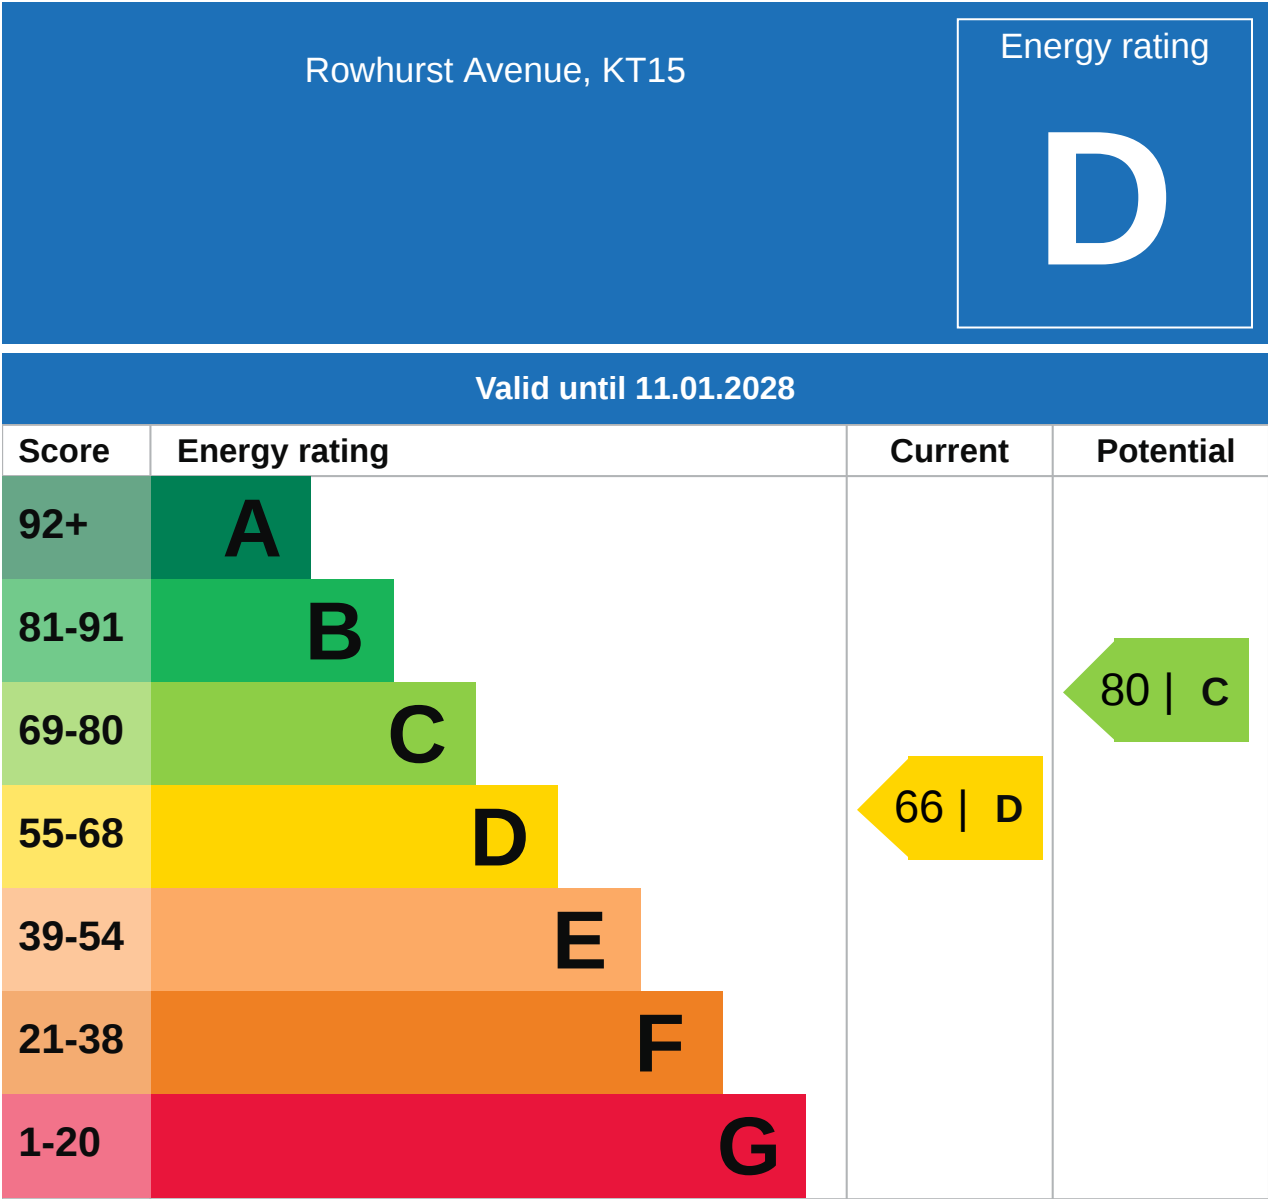 Rowhurst Avenue, KT15
Energy rating
D
Valid until 11.01.2028
Score Energy rating Current Potential
92+ A
81-91 B
69-80 C
80 | C
55-68 D
66 | D
39-54 E
21-38 F
1-20 G